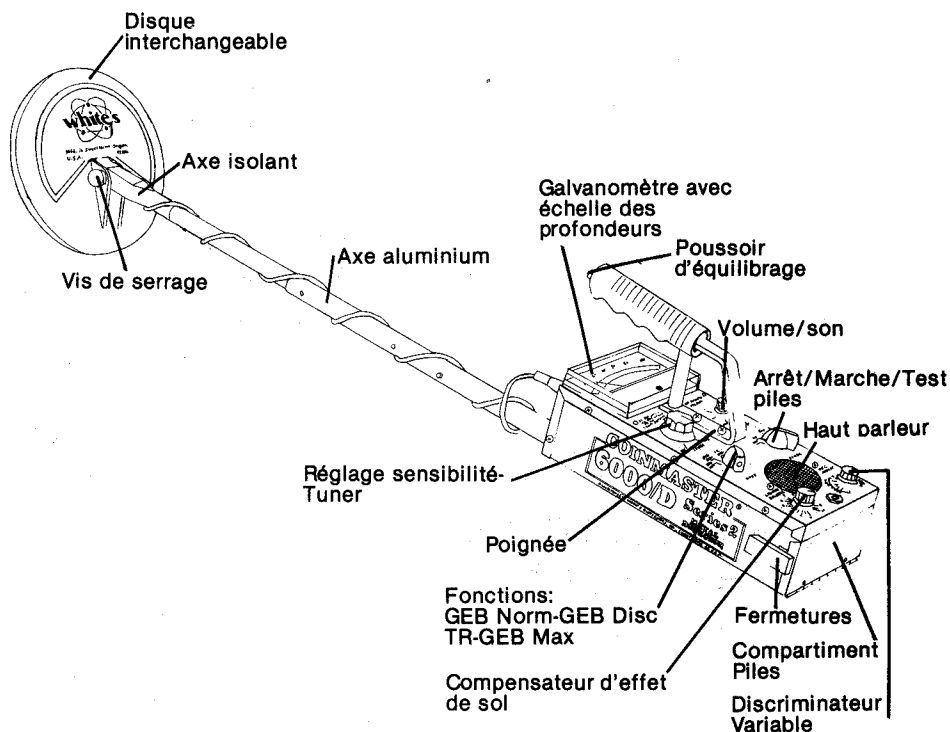 Disque
interchangeable
white's
U.S.A.
Axe isolant
Vis de serrage
Axe aluminium
Galvanomètre avec
échelle des
profondeurs
Poussoir
d'équilibrage
Volume/son
Arrêt/Marche/Test
piles
Haut parleur
Réglage sensibilité-
Tuner
COINMASTER
6000/D
Series 2
Poignée
Fonctions:
GEB Norm-GEB Disc
TR-GEB Max
Compensateur d'effet
de sol
Fermetures
Compartiment
Piles
Discriminateur
Variable